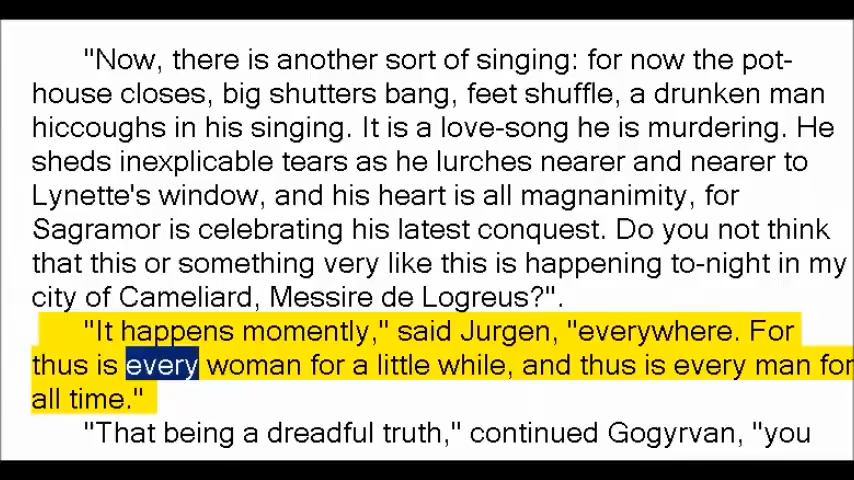 "Now, there is another sort of singing: for now the pot-
house closes, big shutters bang, feet shuffle, a drunken man
hiccoughs in his singing. It is a love-song he is murdering. He
sheds inexplicable tears as he lurches nearer and nearer to
Lynette's window, and his heart is all magnanimity, for
Sagramor is celebrating his latest conquest. Do you not think
that this or something very like this is happening to-night in my
city of Cameliard, Messire de Logreus?".
"It happens momently," said Jurgen, "everywhere. For
thus is every woman for a little while, and thus is every man for
all time."
"That being a dreadful truth," continued Gogyrvan, "you